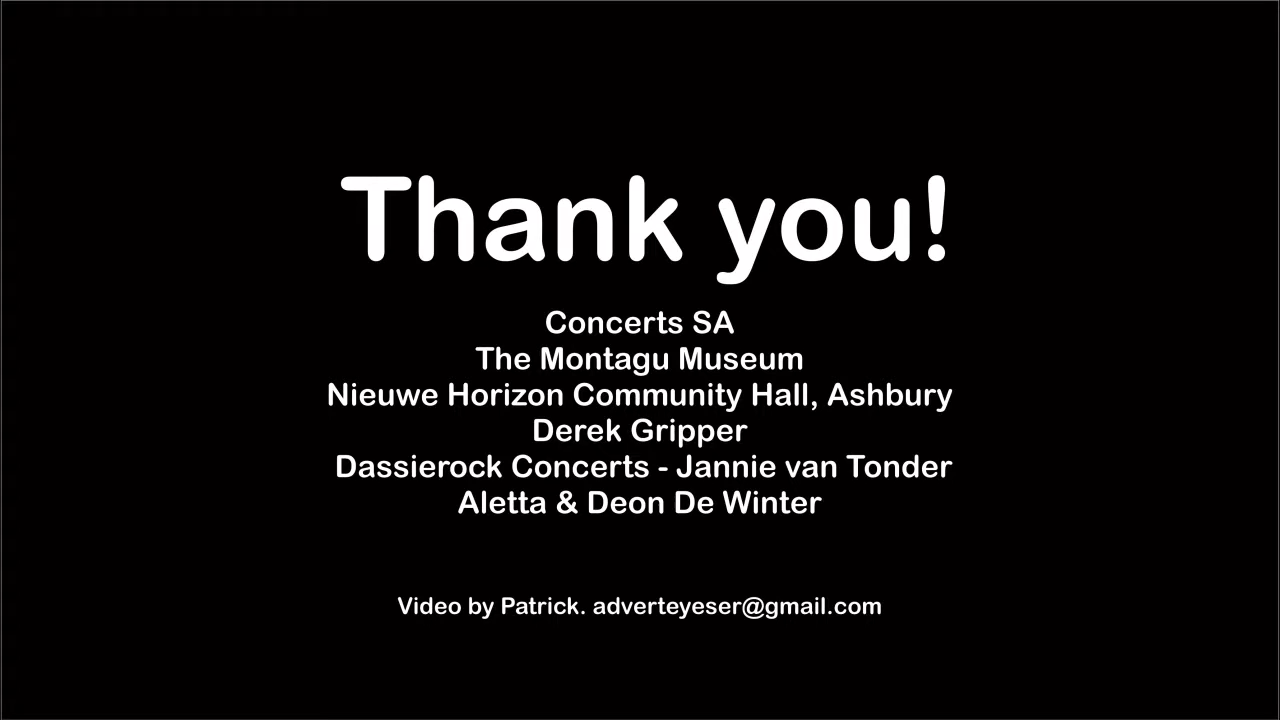 Thank you!
Concerts SA
The Montagu Museum
Nieuwe Horizon Community Hall, Ashbury
Derek Gripper
Dassierock Concerts - Jannie van Tonder
Aletta & Deon De Winter
Video by Patrick. adverteyeser@gmail.com